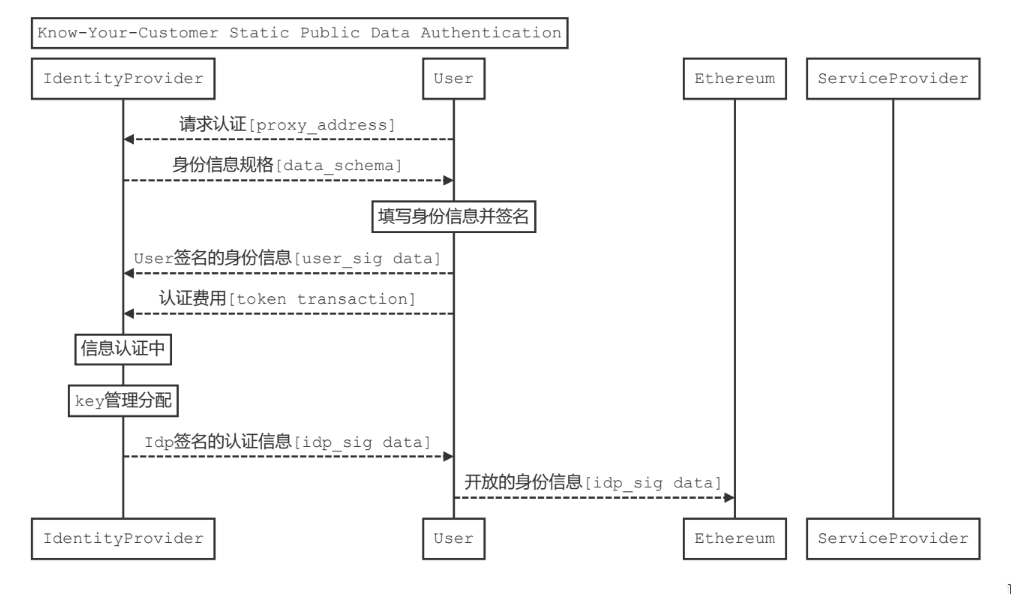 Know-Your-Customer Static Public Data Authentication
IdentityProvider
User
Ethereum
ServiceProvider
请求认证[proxy_address]
身份信息规格[data_schema]
填写身份信息并签名
User签名的身份信息[user_sig data]
认证费用[token transaction]
信息认证中
key管理分配
Idp签名的认证信息[idp_sig data]
开放的身份信息[idp_sig data]
IdentityProvider
User
Ethereum
ServiceProvider